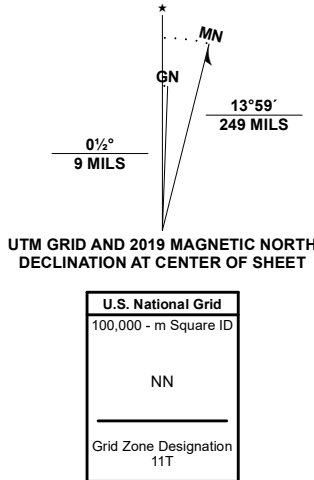 ★
MN
GN
13°59´
249 MILS
0½°
9 MILS
UTM GRID AND 2019 MAGNETIC NORTH
DECLINATION AT CENTER OF SHEET
U.S. National Grid
100,000 - m Square ID
NN
Grid Zone Designation
11T